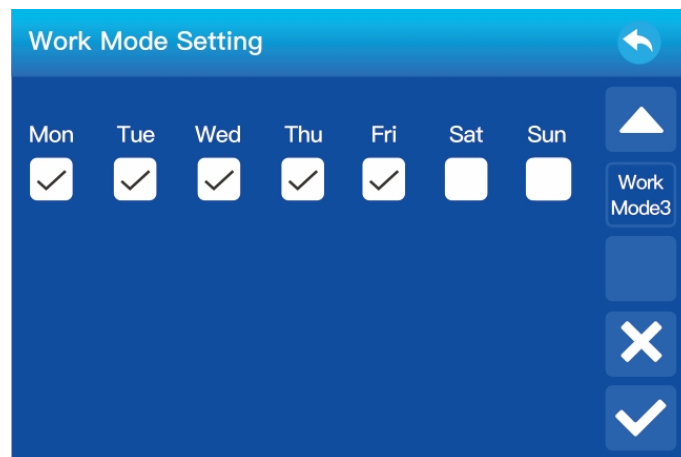 Work Mode Setting
Mon Tue Wed Thu Fri Sat Sun
Work
Mode3